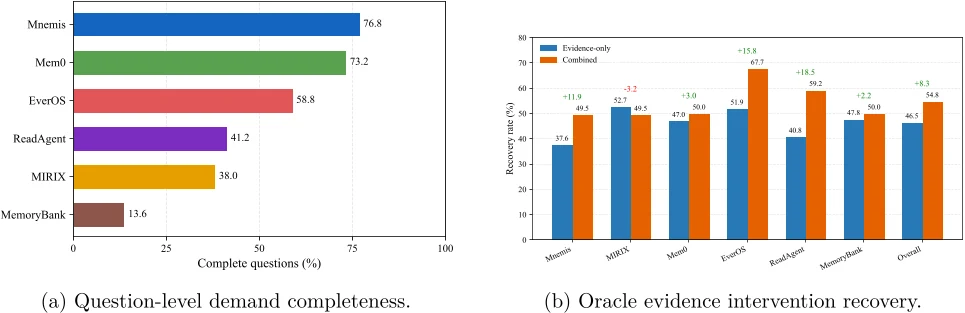 Mnemis
76.8
Mem0
73.2
EverOS
58.8
ReadAgent
41.2
MIRIX
38.0
MemoryBank
13.6
0
25
50
75
100
Complete questions (%)
(a) Question-level demand completeness.
Recovery rate (%)
80
70
60
50
40
30
20
10
0
Evidence-only
Combined
+11.9
37.6
49.5
-3.2
52.7
49.5
+3.0
47.0
50.0
+15.8
51.9
67.7
+18.5
40.8
59.2
+2.2
47.8
50.0
+8.3
46.5
54.8
Mnemis
MIRIX
Mem0
EverOS
ReadAgent
MemoryBank
Overall
(b) Oracle evidence intervention recovery.